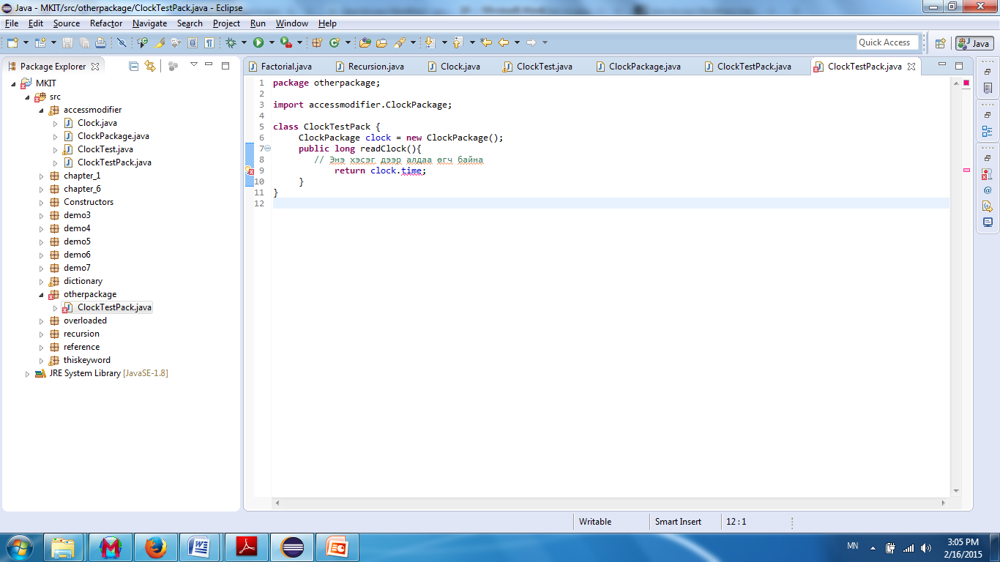 Java - MKIT/src/otherpackage/ClockTestPack.java - Eclipse
File Edit Source Refactor Navigate Search Project Run Window Help
Quick Access
Java
Package Explorer
Factorial.java
Recursion.java
Clock.java
ClockTest.java
ClockPackage.java
ClockTestPack.java
ClockTestPack.java
MKIT
src
accessmodifier
Clock.java
ClockPackage.java
ClockTest.java
ClockTestPack.java
chapter_1
chapter_6
Constructors
demo3
demo4
demo5
demo6
demo7
dictionary
otherpackage
ClockTestPack.java
overloaded
recursion
reference
thiskeyword
JRE System Library [JavaSE-1.8]
1 package otherpackage;
2
3 import accessmodifier.ClockPackage;
4
5 class ClockTestPack {
6 ClockPackage clock = new ClockPackage();
7 public long readClock(){
8 // Энэ хэсэг дээр алдаа өгч байна
9 return clock.time;
10 }
11 }
12
Writable
Smart Insert
12 : 1
MN
3:05 PM
2/16/2015